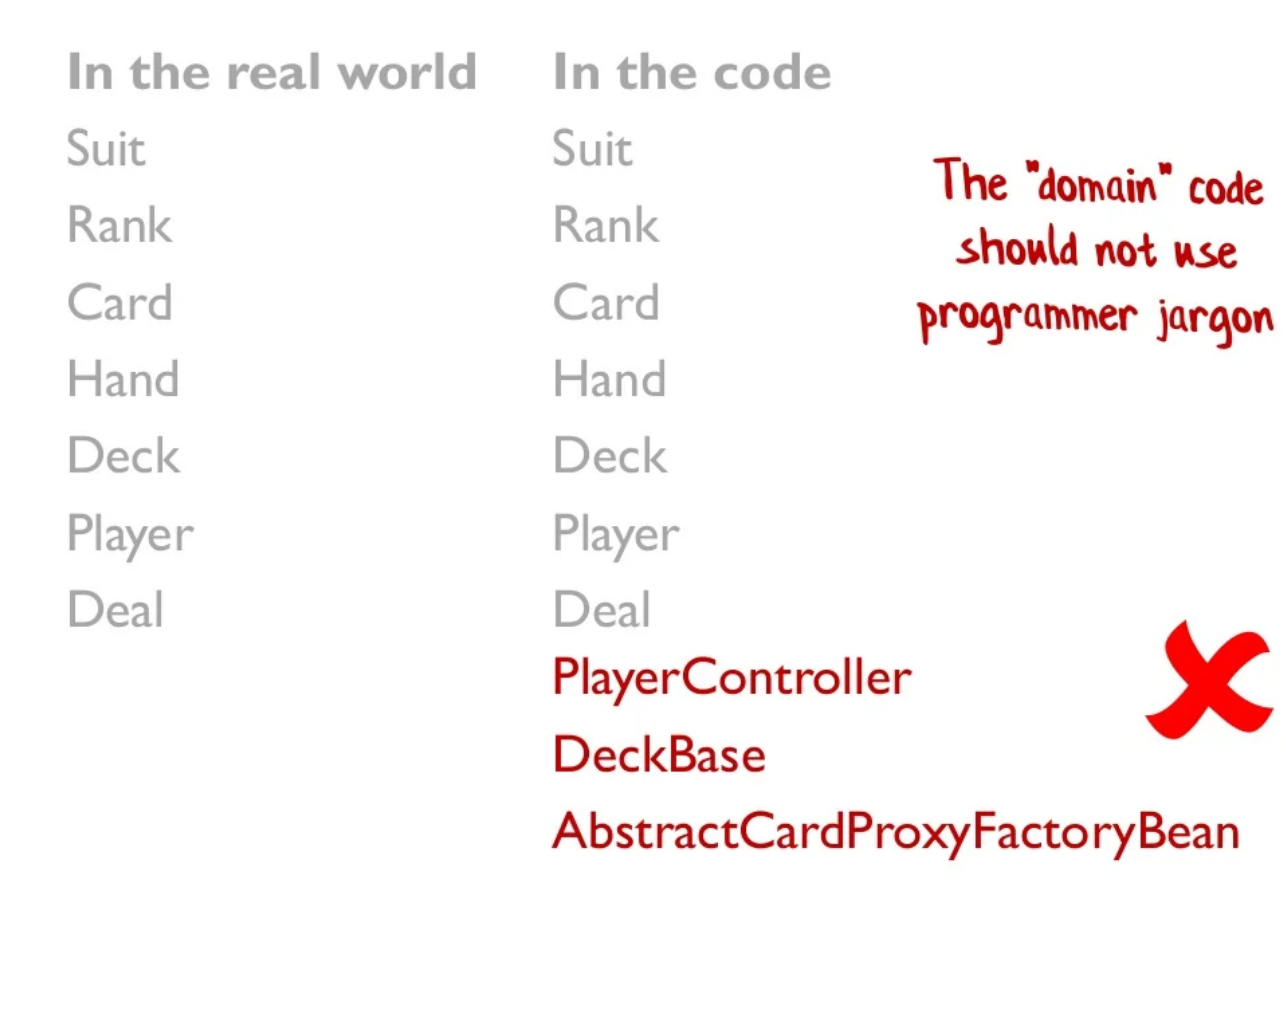 In the real world
In the code
Suit
Suit
Rank
Rank
Card
Card
Hand
Hand
Deck
Deck
Player
Player
Deal
Deal
PlayerController
DeckBase
AbstractCardProxyFactoryBean
The "domain" code
should not use
programmer jargon